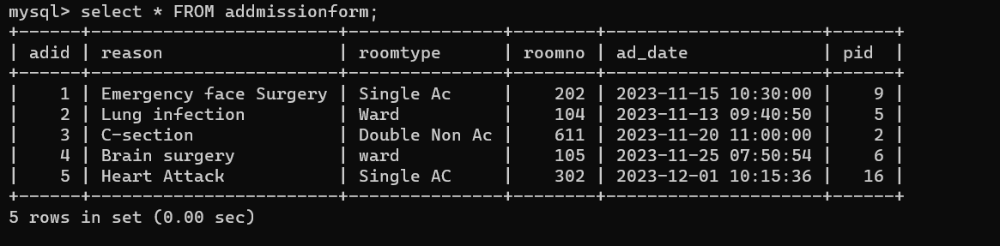 mysql> select * FROM addmissionform;
+------+------------------------+---------------+--------+---------------------+------+
| adid | reason                 | roomtype      | roomno | ad_date             | pid  |
+------+------------------------+---------------+--------+---------------------+------+
|    1 | Emergency face Surgery | Single Ac     |    202 | 2023-11-15 10:30:00 |    9 |
|    2 | Lung infection         | Ward          |    104 | 2023-11-13 09:40:50 |    5 |
|    3 | C-section              | Double Non Ac |    611 | 2023-11-20 11:00:00 |    2 |
|    4 | Brain surgery          | ward          |    105 | 2023-11-25 07:50:54 |    6 |
|    5 | Heart Attack           | Single AC     |    302 | 2023-12-01 10:15:36 |   16 |
+------+------------------------+---------------+--------+---------------------+------+
5 rows in set (0.00 sec)